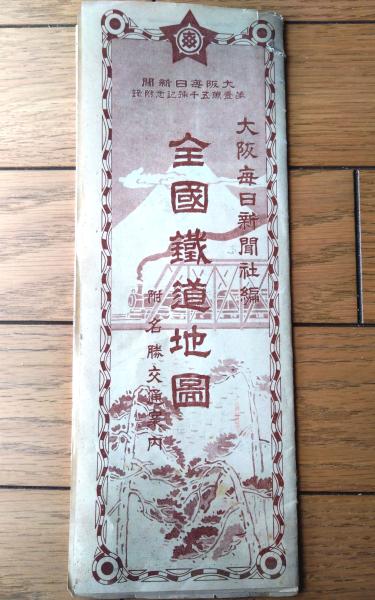 大阪每日新聞
第壹萬五千號記念附錄
大阪每日新聞社編
全國鐵道地圖
附名勝交通案內